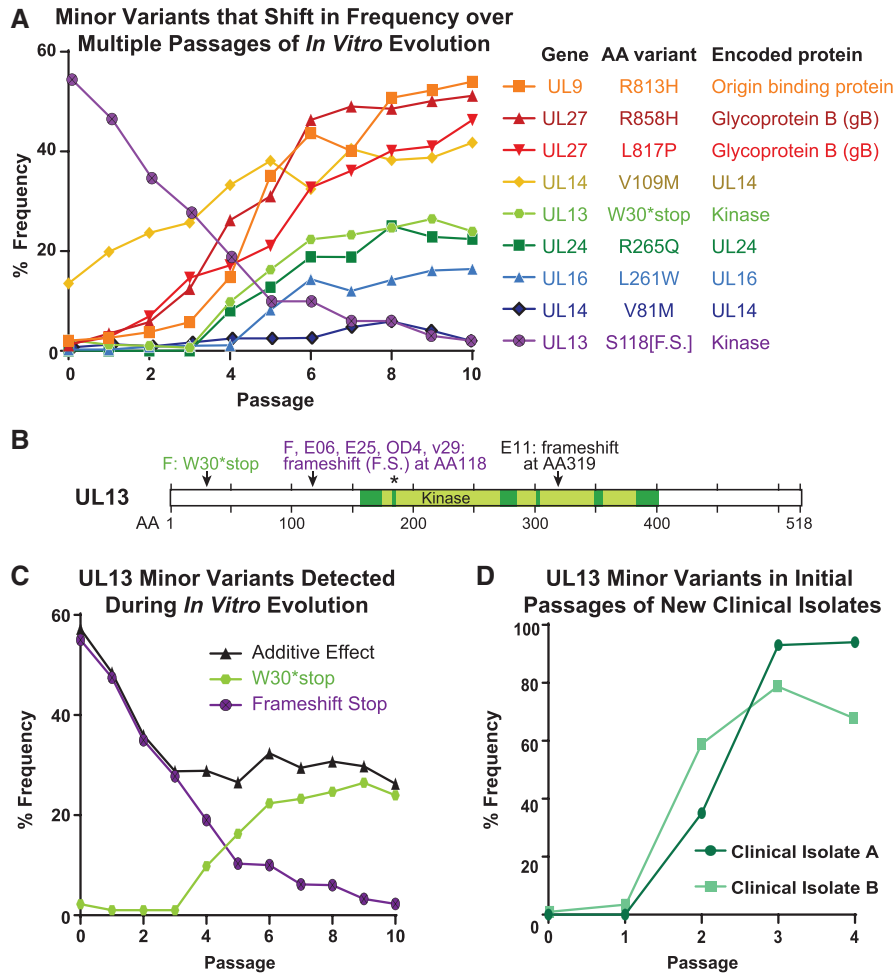 A
Minor Variants that Shift in Frequency over
Multiple Passages of In Vitro Evolution
% Frequency
60
40
20
0
0 2 4 6 8 10
Passage
Gene AA variant Encoded protein
UL9 R813H Origin binding protein
UL27 R858H Glycoprotein B (gB)
UL27 L817P Glycoprotein B (gB)
UL14 V109M UL14
UL13 W30*stop Kinase
UL24 R265Q UL24
UL16 L261W UL16
UL14 V81M UL14
UL13 S118[F.S.] Kinase
B
F: W30*stop
F, E06, E25, OD4, v29:
frameshift (F.S.) at AA118
E11: frameshift
at AA319
*
UL13
Kinase
AA 1 100 200 300 400 518
C
UL13 Minor Variants Detected
During In Vitro Evolution
% Frequency
60
40
20
0
0 2 4 6 8 10
Passage
Additive Effect
W30*stop
Frameshift Stop
D
UL13 Minor Variants in Initial
Passages of New Clinical Isolates
% Frequency
100
80
60
40
20
0
0 1 2 3 4
Passage
Clinical Isolate A
Clinical Isolate B